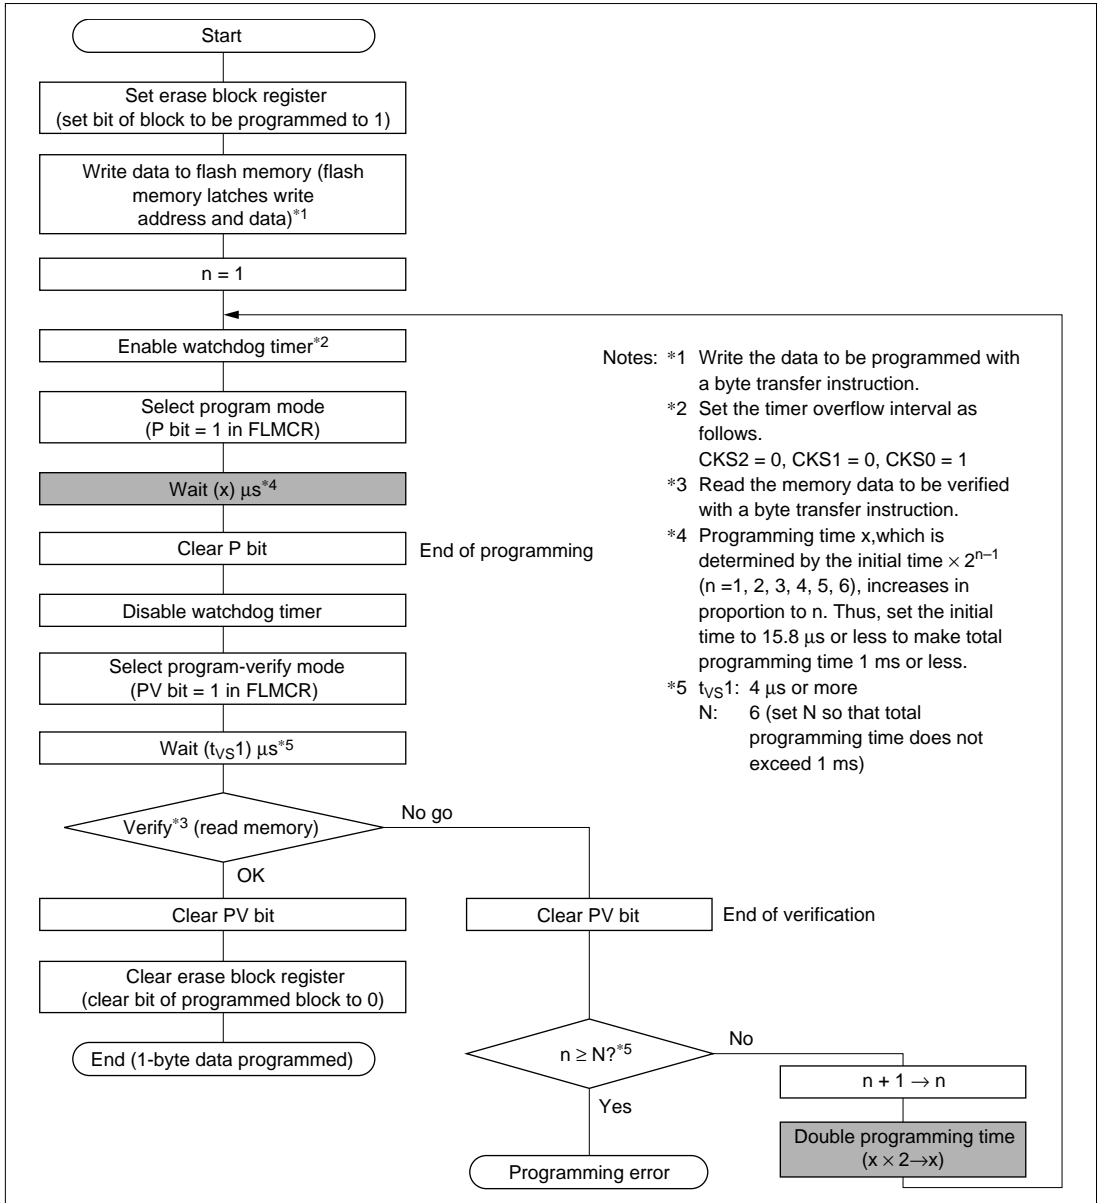 Start
Set erase block register
(set bit of block to be programmed to 1)
Write data to flash memory (flash
memory latches write
address and data)*1
n = 1
Enable watchdog timer*2
Select program mode
(P bit = 1 in FLMCR)
Wait (x) μs*4
Clear P bit
End of programming
Disable watchdog timer
Select program-verify mode
(PV bit = 1 in FLMCR)
Wait (tVS1) μs*5
Verify*3 (read memory)
No go
OK
Clear PV bit
Clear erase block register
(clear bit of programmed block to 0)
End (1-byte data programmed)
Clear PV bit
End of verification
n ≥ N?*5
No
Yes
n + 1 → n
Double programming time
(x × 2→x)
Programming error
Notes: *1 Write the data to be programmed with
a byte transfer instruction.
*2 Set the timer overflow interval as
follows.
CKS2 = 0, CKS1 = 0, CKS0 = 1
*3 Read the memory data to be verified
with a byte transfer instruction.
*4 Programming time x,which is
determined by the initial time × 2n–1
(n =1, 2, 3, 4, 5, 6), increases in
proportion to n. Thus, set the initial
time to 15.8 μs or less to make total
programming time 1 ms or less.
*5 tVS1: 4 μs or more
N: 6 (set N so that total
programming time does not
exceed 1 ms)